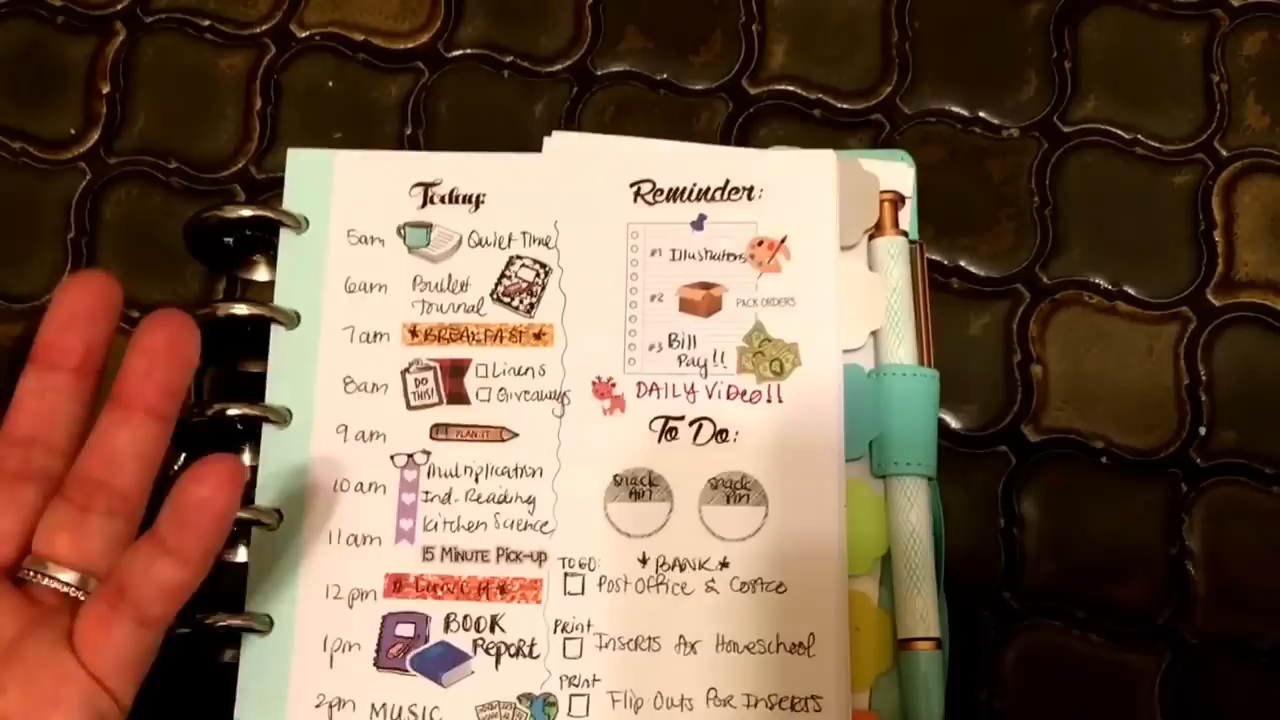 Today:
5am Quiet Time
6am Bullet
Journal
7am *BREAKFAST*
8am DO THIS! Linens
Giveaways
9am PLAN IT
Multiplication
10am Ind. Reading
Kitchen Science
11am
15 MINUTE PICK-UP
12pm * Lunch *
1pm BOOK
Report
2pm MUSIC
Reminder:
#1 Illustrations
#2 PACK ORDERS
#3 Bill
Pay!!
DAILY Video!!
To Do:
Snack AM Snack PM
TO GO: *BANK*
Post Office & Costco
Print
Inserts for Homeschool
Print
Flip Outs for Inserts